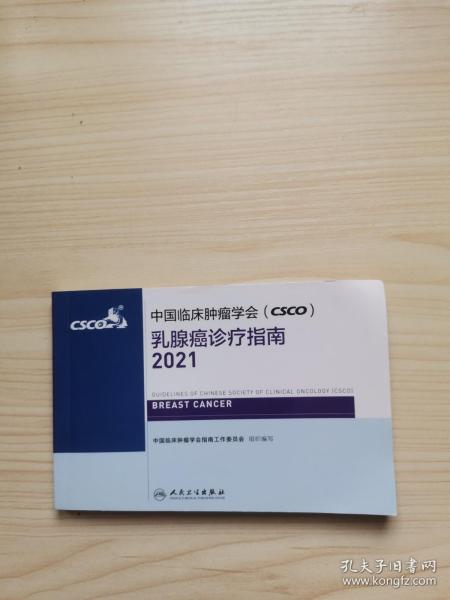 CSCO
中国临床肿瘤学会（CSCO）
乳腺癌诊疗指南
2021
GUIDELINES OF CHINESE SOCIETY OF CLINICAL ONCOLOGY (CSCO)
BREAST CANCER
中国临床肿瘤学会指南工作委员会 组织编写
人民卫生出版社
孔夫子旧书网
www.kongfz.com